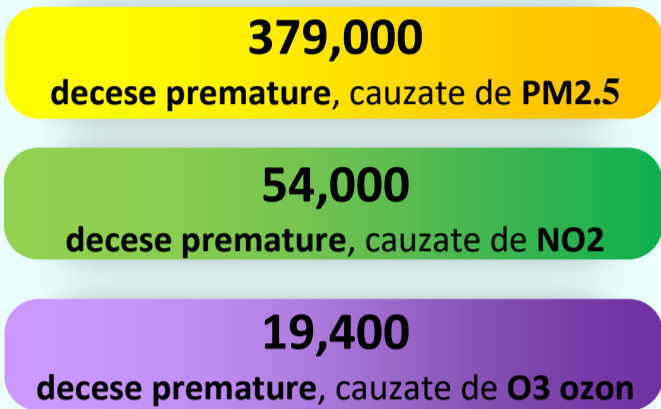 379,000
decese premature, cauzate de PM2.5
54,000
decese premature, cauzate de NO2
19,400
decese premature, cauzate de O3 ozon